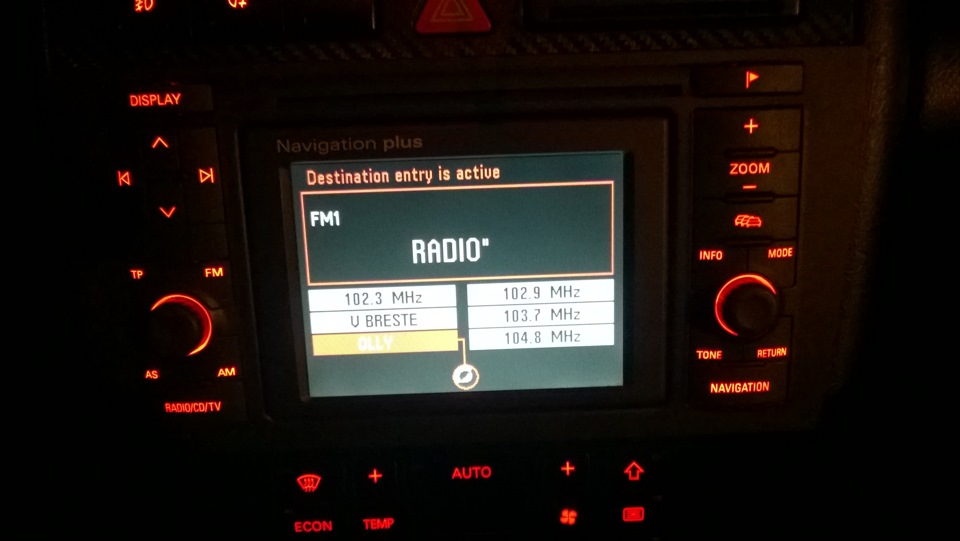 DISPLAY
Navigation plus
Destination entry is active
FM1
RADIO"
102.3 MHz
V BRESTE
OLLY
102.9 MHz
103.7 MHz
104.8 MHz
TP
FM
AS
AM
RADIO/CD/TV
+
ZOOM
−
INFO
MODE
TONE
RETURN
NAVIGATION
+
AUTO
+
ECON
TEMP